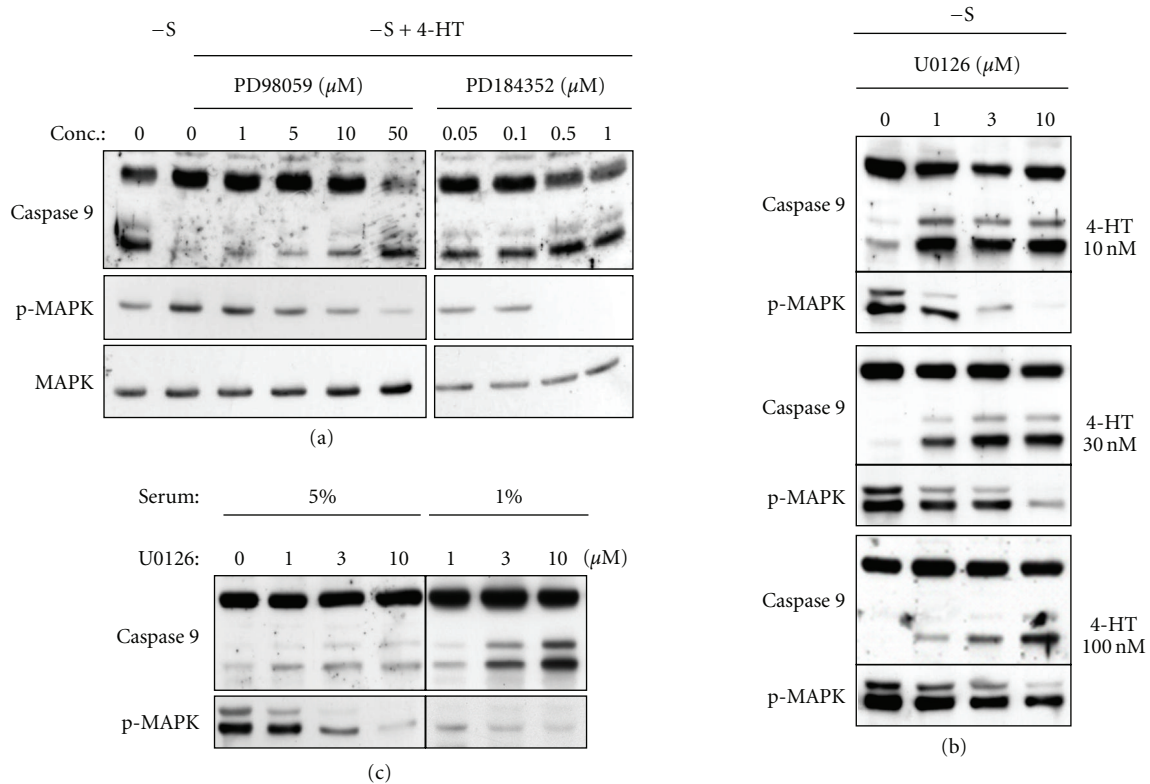 −S
−S + 4-HT
PD98059 (μM)
PD184352 (μM)
Conc.: 0 0 1 5 10 50 0.05 0.1 0.5 1
Caspase 9
p-MAPK
MAPK
(a)
−S
U0126 (μM)
0 1 3 10
Caspase 9
4-HT
10 nM
p-MAPK
Caspase 9
4-HT
30 nM
p-MAPK
Caspase 9
4-HT
100 nM
p-MAPK
(b)
Serum: 5% 1%
U0126: 0 1 3 10 1 3 10 (μM)
Caspase 9
p-MAPK
(c)